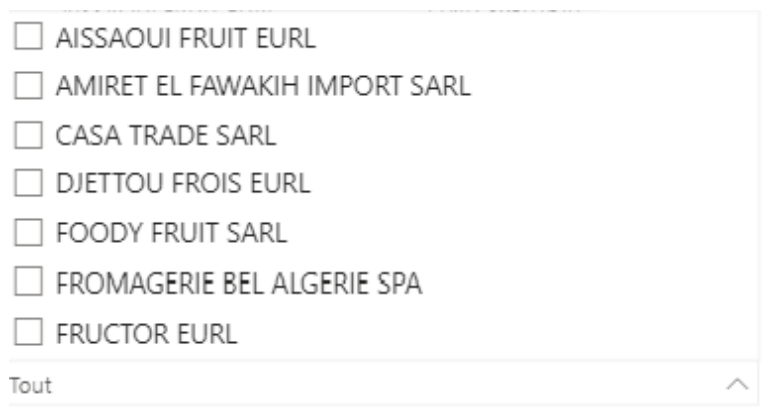 AISSAOUI FRUIT EURL
AMIRET EL FAWAKIH IMPORT SARL
CASA TRADE SARL
DJETTOU FROIS EURL
FOODY FRUIT SARL
FROMAGERIE BEL ALGERIE SPA
FRUCTOR EURL
Tout